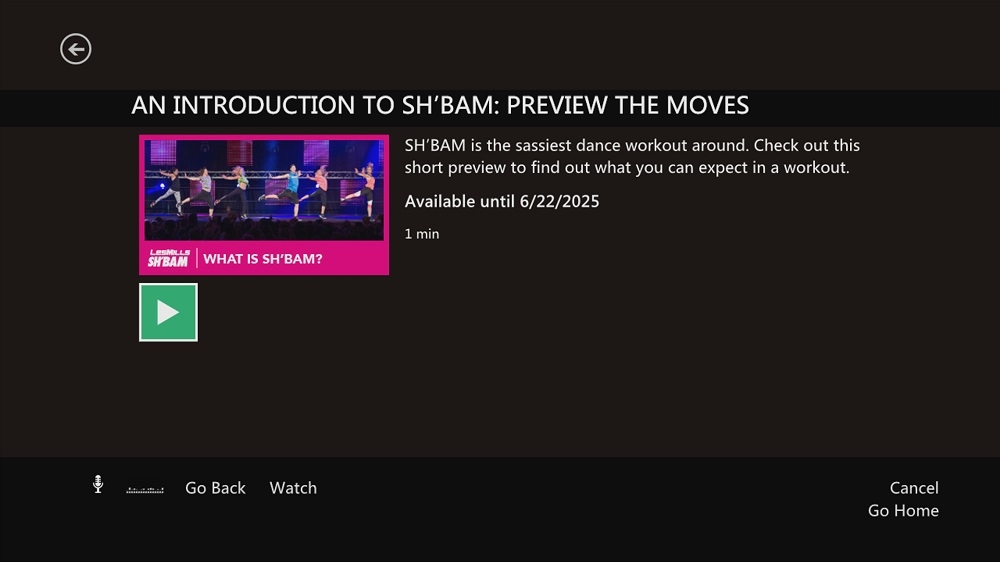 AN INTRODUCTION TO SH'BAM: PREVIEW THE MOVES
SH'BAM is the sassiest dance workout around. Check out this
short preview to find out what you can expect in a workout.
Available until 6/22/2025
1 min
LesMills
SH'BAM
WHAT IS SH'BAM?
Go Back
Watch
Cancel
Go Home